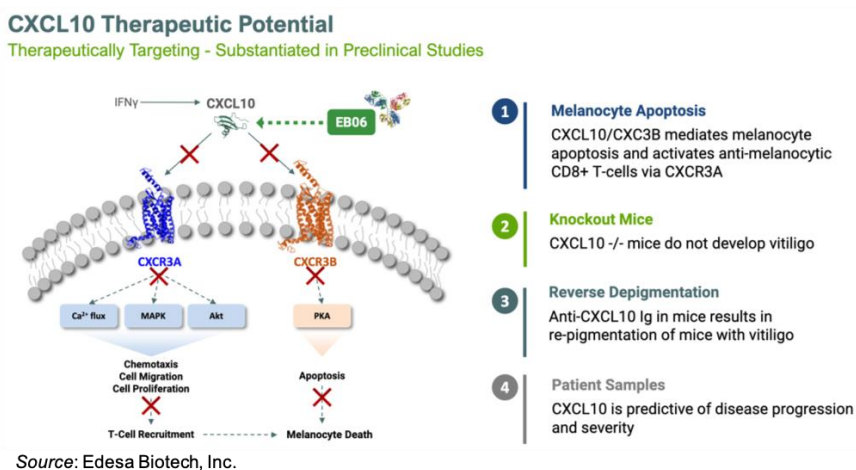 CXCL10 Therapeutic Potential
Therapeutically Targeting - Substantiated in Preclinical Studies
IFNγ
CXCL10
EB06
CXCR3A
CXCR3B
Ca²⁺ flux
MAPK
Akt
PKA
Chemotaxis
Cell Migration
Cell Proliferation
Apoptosis
T-Cell Recruitment
Melanocyte Death
1
Melanocyte Apoptosis
CXCL10/CXC3B mediates melanocyte
apoptosis and activates anti-melanocytic
CD8+ T-cells via CXCR3A
2
Knockout Mice
CXCL10 -/- mice do not develop vitiligo
3
Reverse Depigmentation
Anti-CXCL10 Ig in mice results in
re-pigmentation of mice with vitiligo
4
Patient Samples
CXCL10 is predictive of disease progression
and severity
Source: Edesa Biotech, Inc.